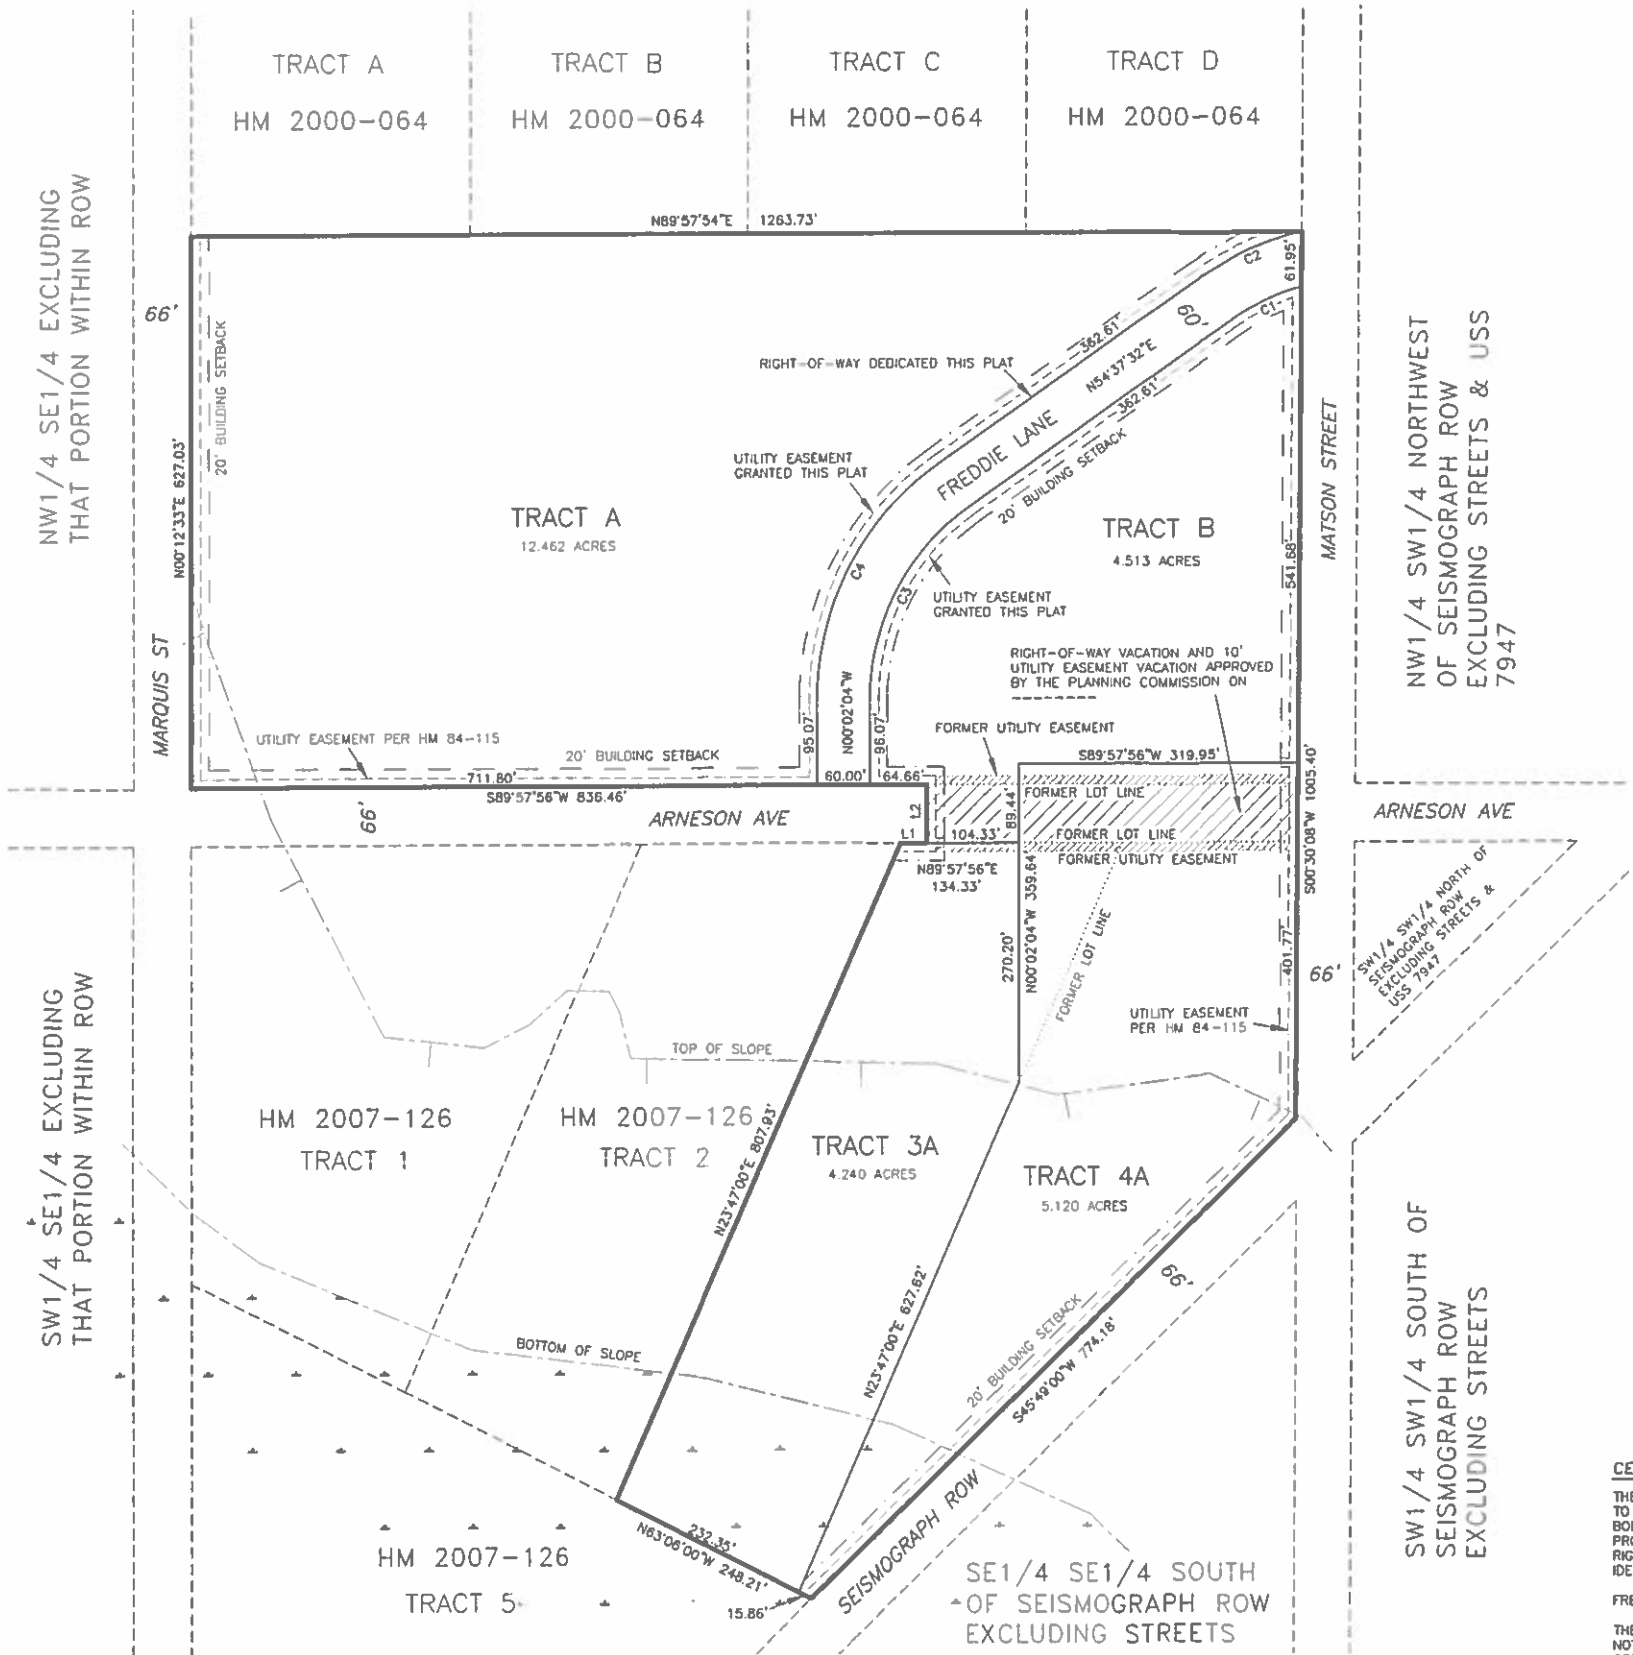 TRACT A
HM 2000-064
TRACT B
HM 2000-064
TRACT C
HM 2000-064
TRACT D
HM 2000-064
NW1/4 SE1/4 EXCLUDING
THAT PORTION WITHIN ROW
66'
N89°57'54"E 1263.73'
C2
61.95'
C1
60'
362.61'
N54°37'32"E
362.61'
RIGHT-OF-WAY DEDICATED THIS PLAT
FREDDIE LANE
20' BUILDING SETBACK
UTILITY EASEMENT
GRANTED THIS PLAT
20' BUILDING SETBACK
N00°12'33"E 627.03'
MARQUIS ST
TRACT A
12.462 ACRES
TRACT B
4.513 ACRES
MATSON STREET
541.68'
NW1/4 SW1/4 NORTHWEST
OF SEISMOGRAPH ROW
EXCLUDING STREETS & USS
7947
C4
C3
UTILITY EASEMENT
GRANTED THIS PLAT
RIGHT-OF-WAY VACATION AND 10'
UTILITY EASEMENT VACATION APPROVED
BY THE PLANNING COMMISSION ON
FORMER UTILITY EASEMENT
95.07'
N00°02'04"W
96.07'
UTILITY EASEMENT PER HM 84-115
20' BUILDING SETBACK
S89°57'56"W 319.95'
711.80'
60.00'
64.66'
S89°57'56"W 836.46'
FORMER LOT LINE
66'
ARNESON AVE
L2
L1
104.33'
89.44'
FORMER LOT LINE
FORMER UTILITY EASEMENT
N89°57'56"E
134.33'
S00°30'08"W 1005.40'
ARNESON AVE
270.20'
N00°02'04"W 359.64'
FORMER LOT LINE
401.77'
66'
SW1/4 SW1/4 NORTH OF
SEISMOGRAPH ROW
EXCLUDING STREETS &
USS 7947
UTILITY EASEMENT
PER HM 84-115
TOP OF SLOPE
SW1/4 SE1/4 EXCLUDING
THAT PORTION WITHIN ROW
HM 2007-126
TRACT 1
HM 2007-126
TRACT 2
N23°47'00"E 807.93'
TRACT 3A
4.240 ACRES
TRACT 4A
5.120 ACRES
N23°47'00"E 627.62'
20' BUILDING SETBACK
S45°49'00"W 774.18'
66'
BOTTOM OF SLOPE
SW1/4 SW1/4 SOUTH OF
SEISMOGRAPH ROW
EXCLUDING STREETS
232.35'
N63°06'00"W 248.21'
15.86'
SEISMOGRAPH ROW
HM 2007-126
TRACT 5
SE1/4 SE1/4 SOUTH
OF SEISMOGRAPH ROW
EXCLUDING STREETS
CE
THE
TO
BO
PRO
RIG
IDE
FRE
THE
NOT